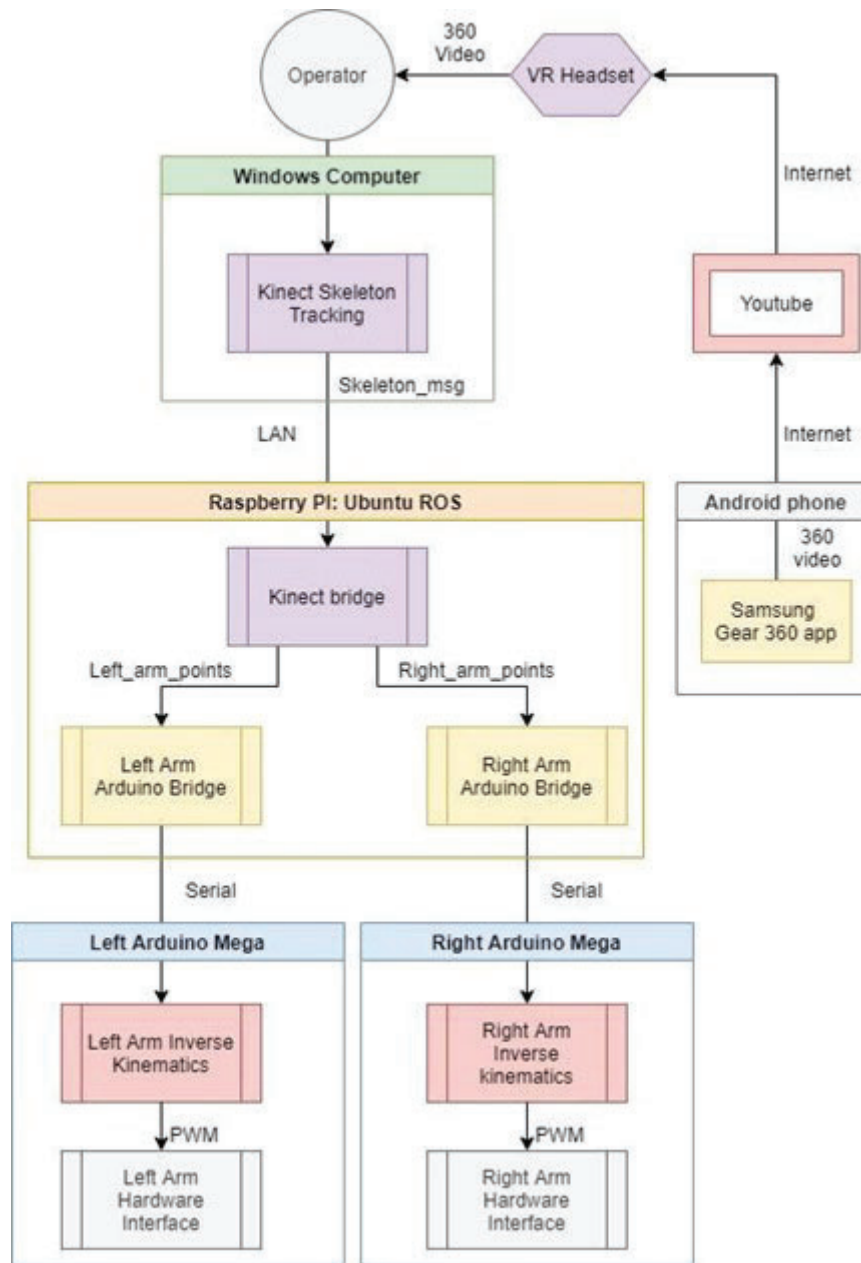 360
Video
Operator
VR Headset
Windows Computer
Internet
Kinect Skeleton
Tracking
Youtube
Skeleton_msg
LAN
Internet
Raspberry PI: Ubuntu ROS
Android phone
360
video
Kinect bridge
Samsung
Gear 360 app
Left_arm_points
Right_arm_points
Left Arm
Arduino Bridge
Right Arm
Arduino Bridge
Serial
Serial
Left Arduino Mega
Right Arduino Mega
Left Arm Inverse
Kinematics
Right Arm
Inverse
kinematics
PWM
PWM
Left Arm
Hardware
Interface
Right Arm
Hardware
Interface